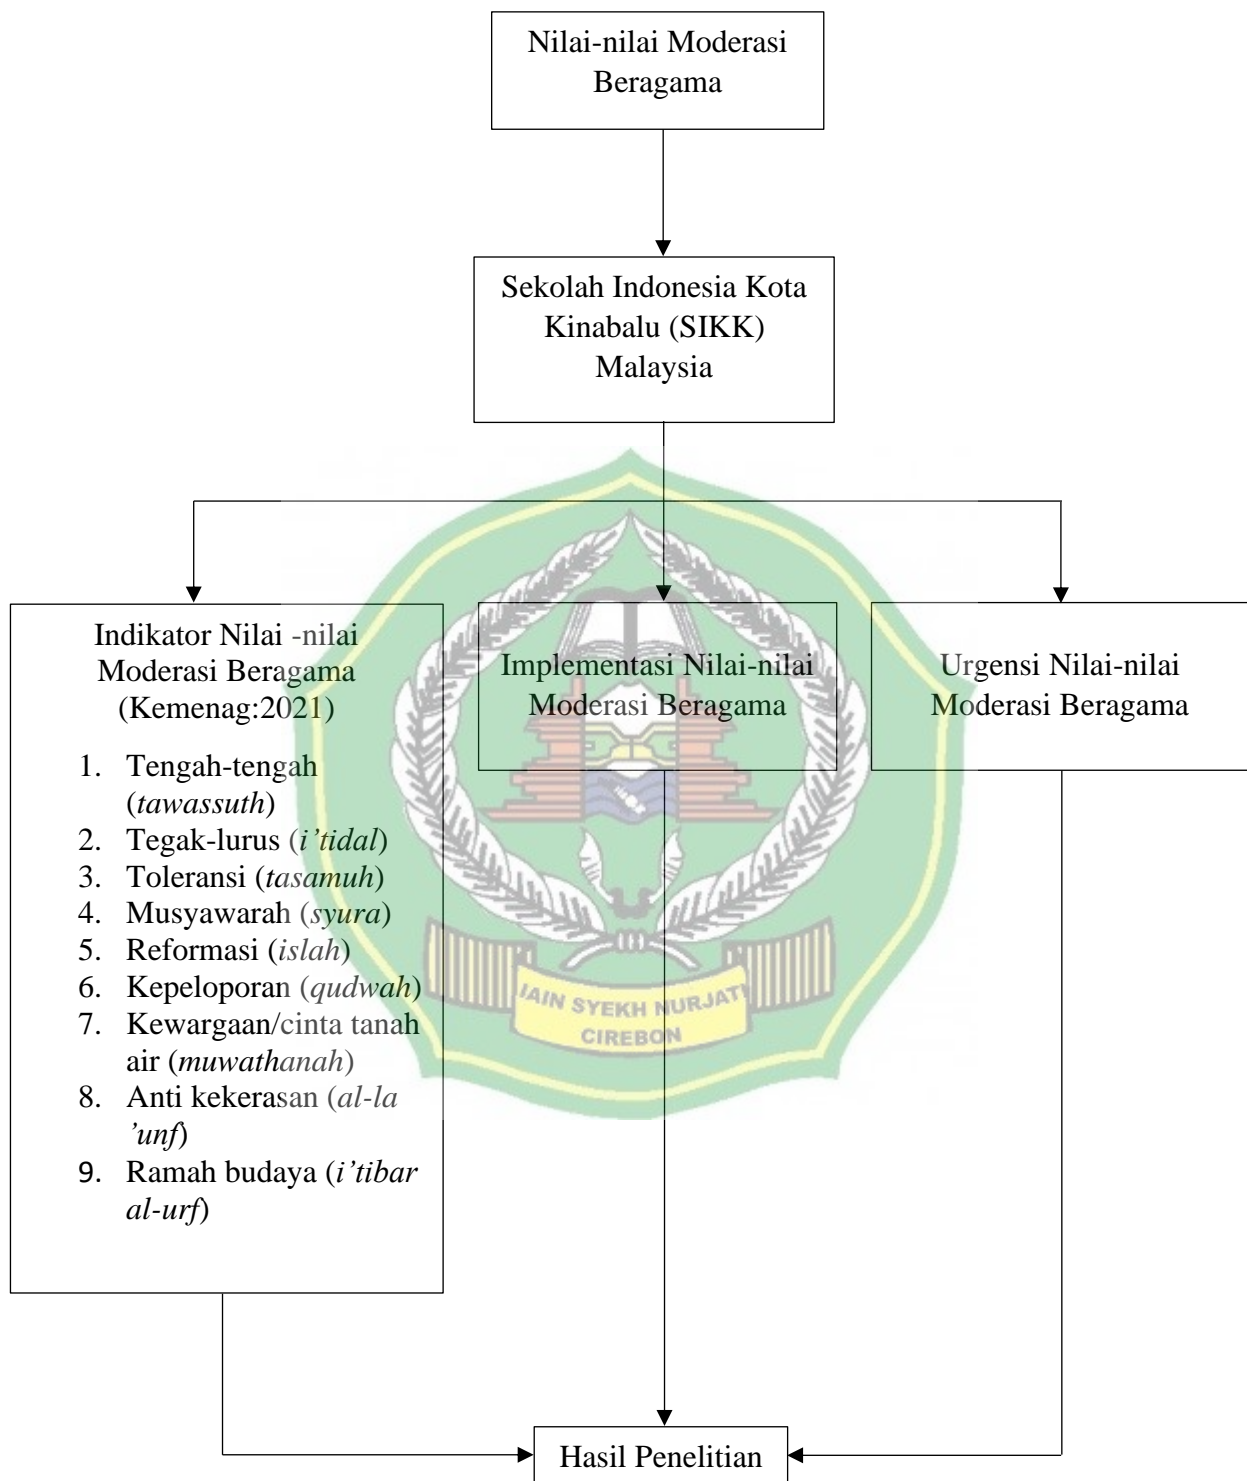 Nilai-nilai Moderasi
Beragama
Sekolah Indonesia Kota
Kinabalu (SIKK)
Malaysia
Indikator Nilai -nilai
Moderasi Beragama
(Kemenag:2021)
1. Tengah-tengah
(tawassuth)
2. Tegak-lurus (i’tidal)
3. Toleransi (tasamuh)
4. Musyawarah (syura)
5. Reformasi (islah)
6. Kepeloporan (qudwah)
7. Kewargaan/cinta tanah
air (muwathanah)
8. Anti kekerasan (al-la
’unf)
9. Ramah budaya (i’tibar
al-urf)
Implementasi Nilai-nilai
Moderasi Beragama
Urgensi Nilai-nilai
Moderasi Beragama
IAIN SYEKH NURJATI
CIREBON
Hasil Penelitian